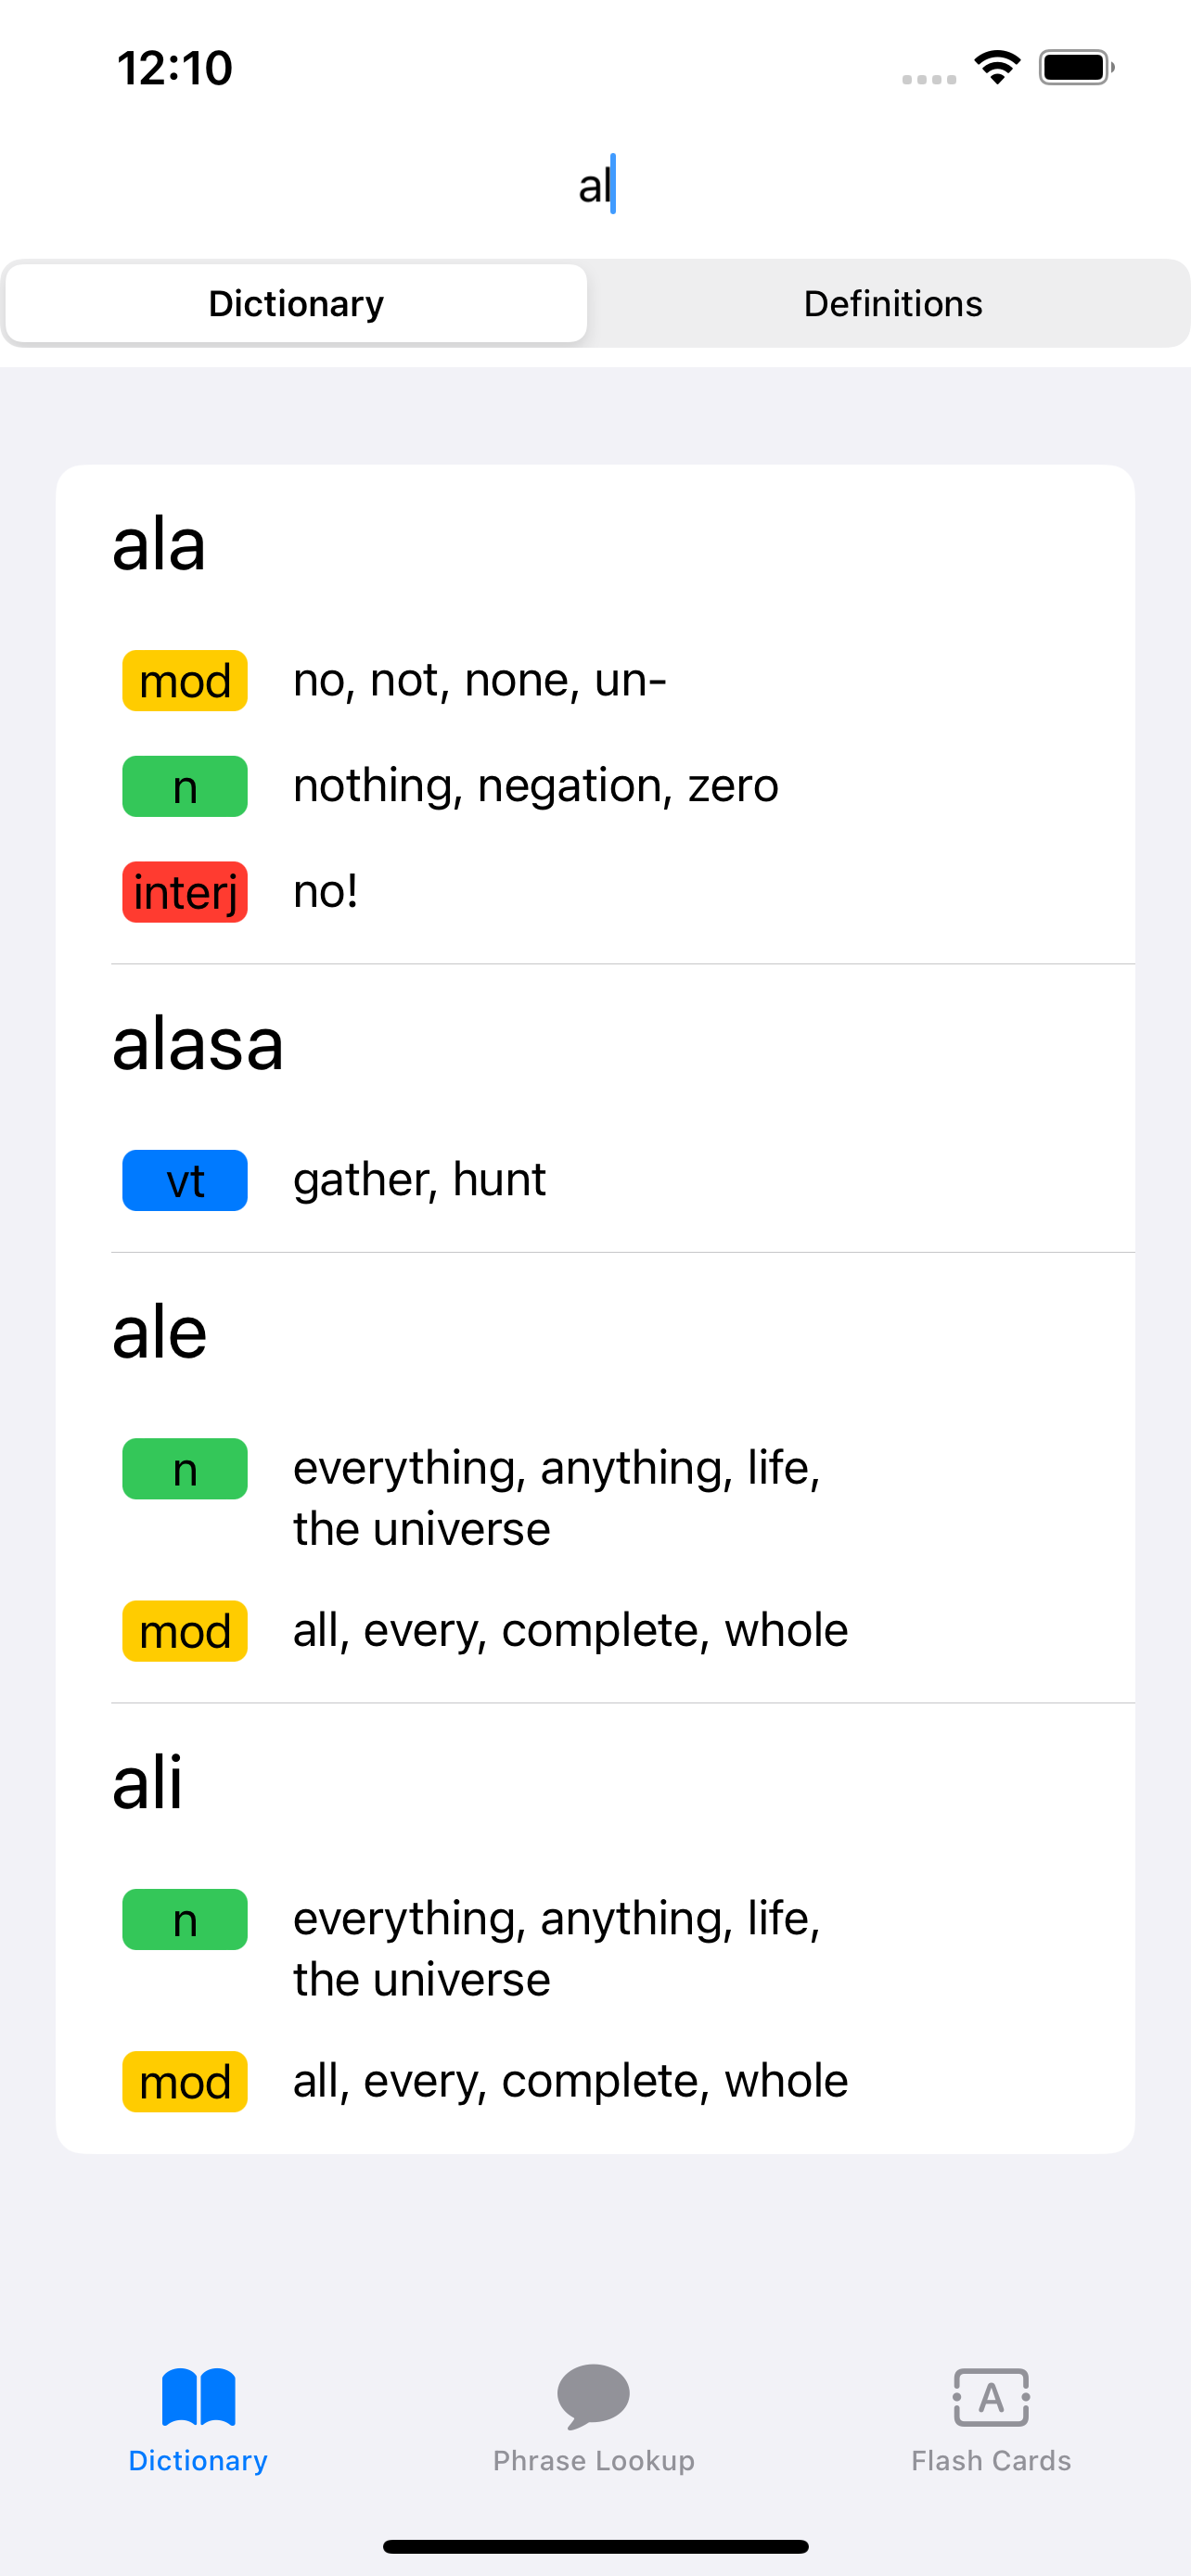 12:10
al
Dictionary Definitions
ala
mod no, not, none, un-
n nothing, negation, zero
interj no!
alasa
vt gather, hunt
ale
n everything, anything, life,
the universe
mod all, every, complete, whole
ali
n everything, anything, life,
the universe
mod all, every, complete, whole
A
Dictionary Phrase Lookup Flash Cards